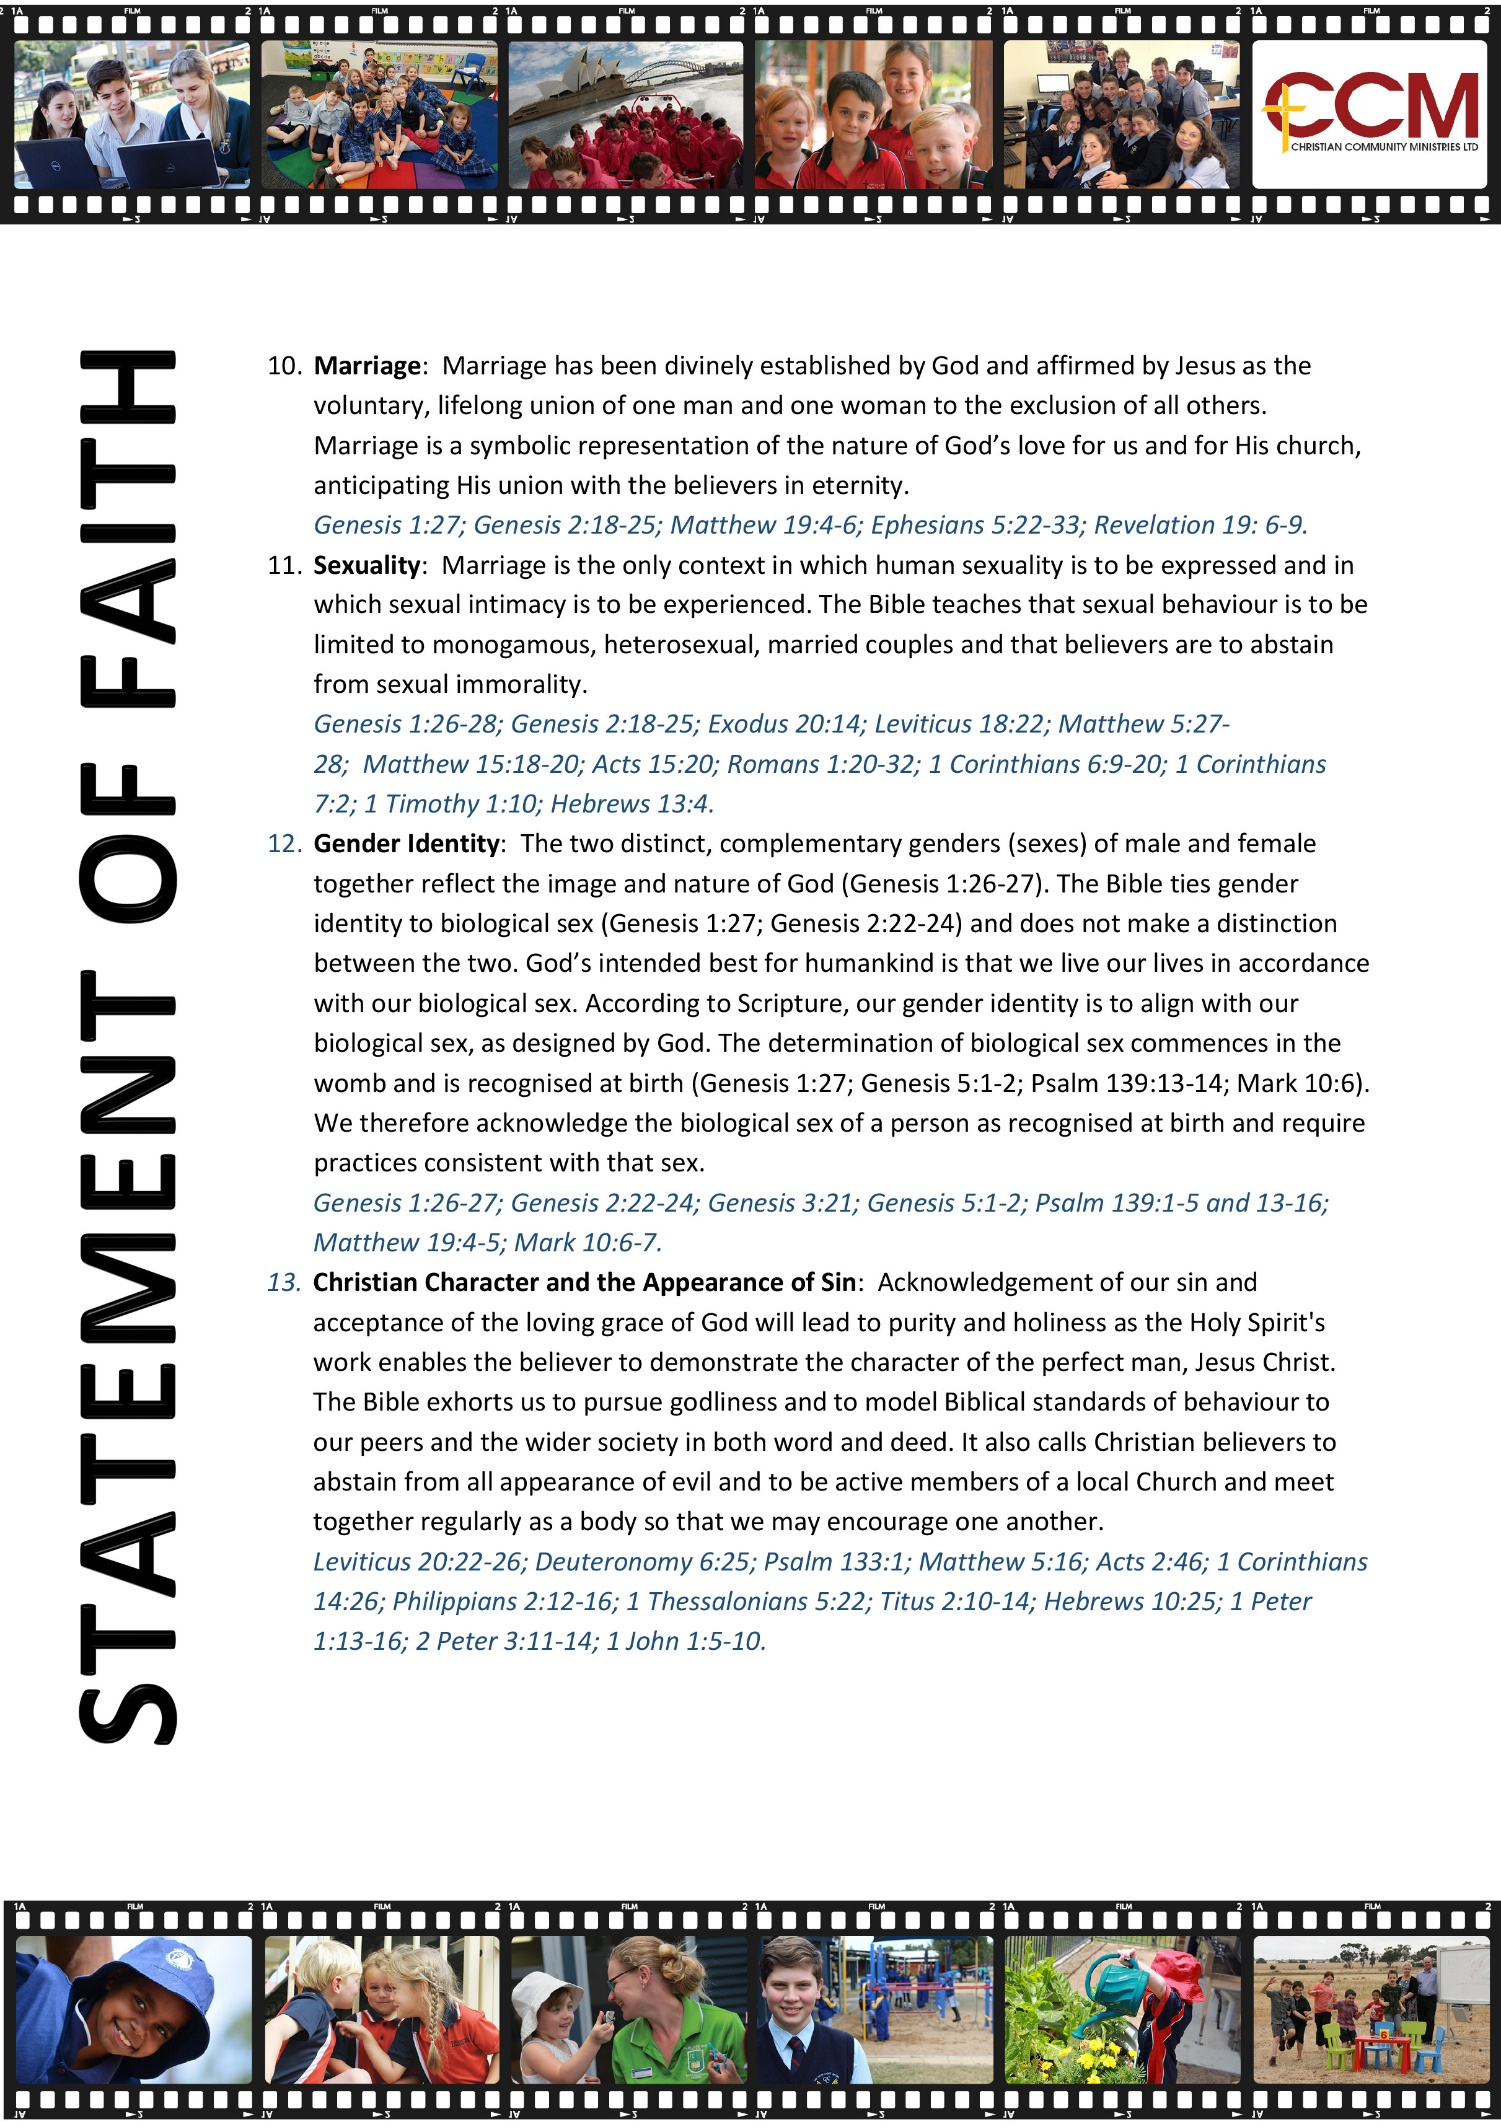 CCM
CHRISTIAN COMMUNITY MINISTRIES LTD
STATEMENT OF FAITH
10. Marriage:  Marriage has been divinely established by God and affirmed by Jesus as the
voluntary, lifelong union of one man and one woman to the exclusion of all others.
Marriage is a symbolic representation of the nature of God’s love for us and for His church,
anticipating His union with the believers in eternity.
Genesis 1:27; Genesis 2:18-25; Matthew 19:4-6; Ephesians 5:22-33; Revelation 19: 6-9.
11. Sexuality:  Marriage is the only context in which human sexuality is to be expressed and in
which sexual intimacy is to be experienced. The Bible teaches that sexual behaviour is to be
limited to monogamous, heterosexual, married couples and that believers are to abstain
from sexual immorality.
Genesis 1:26-28; Genesis 2:18-25; Exodus 20:14; Leviticus 18:22; Matthew 5:27-
28;  Matthew 15:18-20; Acts 15:20; Romans 1:20-32; 1 Corinthians 6:9-20; 1 Corinthians
7:2; 1 Timothy 1:10; Hebrews 13:4.
12. Gender Identity:  The two distinct, complementary genders (sexes) of male and female
together reflect the image and nature of God (Genesis 1:26-27). The Bible ties gender
identity to biological sex (Genesis 1:27; Genesis 2:22-24) and does not make a distinction
between the two. God’s intended best for humankind is that we live our lives in accordance
with our biological sex. According to Scripture, our gender identity is to align with our
biological sex, as designed by God. The determination of biological sex commences in the
womb and is recognised at birth (Genesis 1:27; Genesis 5:1-2; Psalm 139:13-14; Mark 10:6).
We therefore acknowledge the biological sex of a person as recognised at birth and require
practices consistent with that sex.
Genesis 1:26-27; Genesis 2:22-24; Genesis 3:21; Genesis 5:1-2; Psalm 139:1-5 and 13-16;
Matthew 19:4-5; Mark 10:6-7.
13. Christian Character and the Appearance of Sin:  Acknowledgement of our sin and
acceptance of the loving grace of God will lead to purity and holiness as the Holy Spirit's
work enables the believer to demonstrate the character of the perfect man, Jesus Christ.
The Bible exhorts us to pursue godliness and to model Biblical standards of behaviour to
our peers and the wider society in both word and deed. It also calls Christian believers to
abstain from all appearance of evil and to be active members of a local Church and meet
together regularly as a body so that we may encourage one another.
Leviticus 20:22-26; Deuteronomy 6:25; Psalm 133:1; Matthew 5:16; Acts 2:46; 1 Corinthians
14:26; Philippians 2:12-16; 1 Thessalonians 5:22; Titus 2:10-14; Hebrews 10:25; 1 Peter
1:13-16; 2 Peter 3:11-14; 1 John 1:5-10.